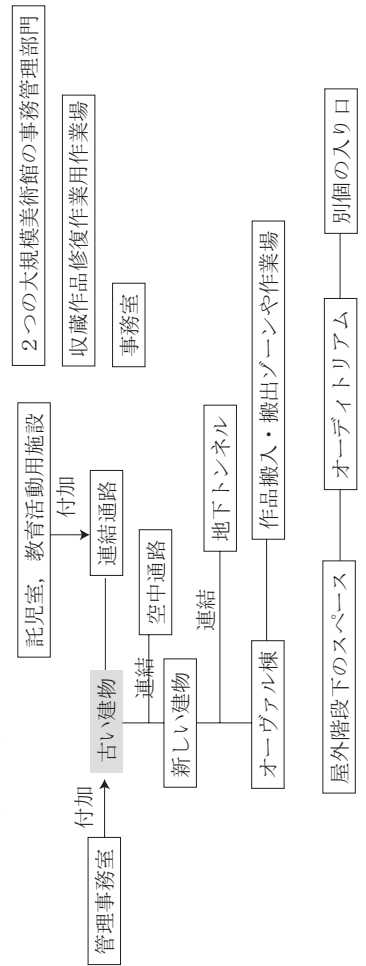 2つの大規模美術館の事務管理部門
収蔵作品修復作業用作業場
事務室
託児室，教育活動用施設
付加
連結通路
管理事務室
付加
古い建物
連結
空中通路
新しい建物
連結
地下トンネル
オーヴァル棟
作品搬入・搬出ゾーンや作業場
屋外階段下のスペース
オーディトリアム
別個の入り口